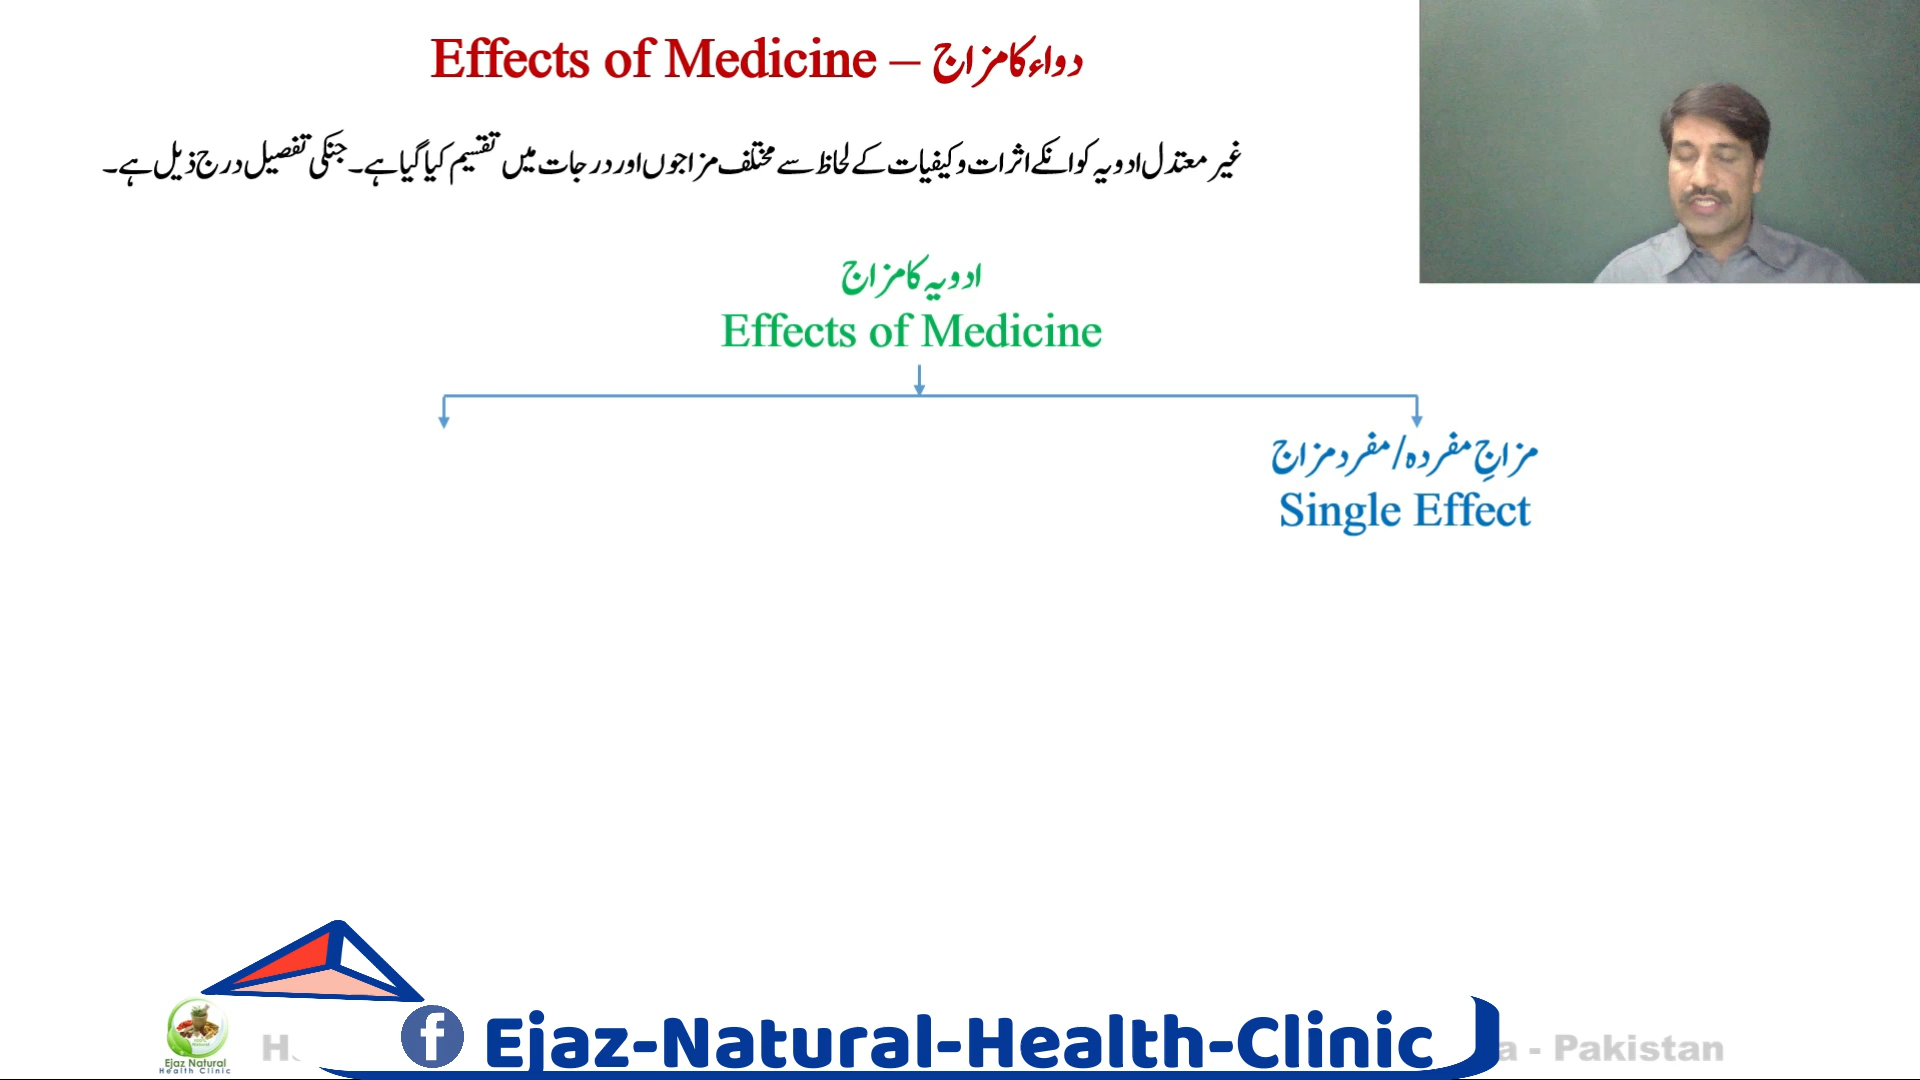 Effects of Medicine – دواء کا مزاج
غیر معتدل ادویہ کو انکے اثرات و کیفیات کے لحاظ سے مختلف مزاجوں اور درجات میں تقسیم کیا گیا ہے۔ جنکی تفصیل درج ذیل ہے۔
ادویہ کا مزاج
Effects of Medicine
مزاجِ مفردہ/مفرد مزاج
Single Effect
Ejaz Natural
Health Clinic
Ejaz-Natural-Health-Clinic
- Pakistan